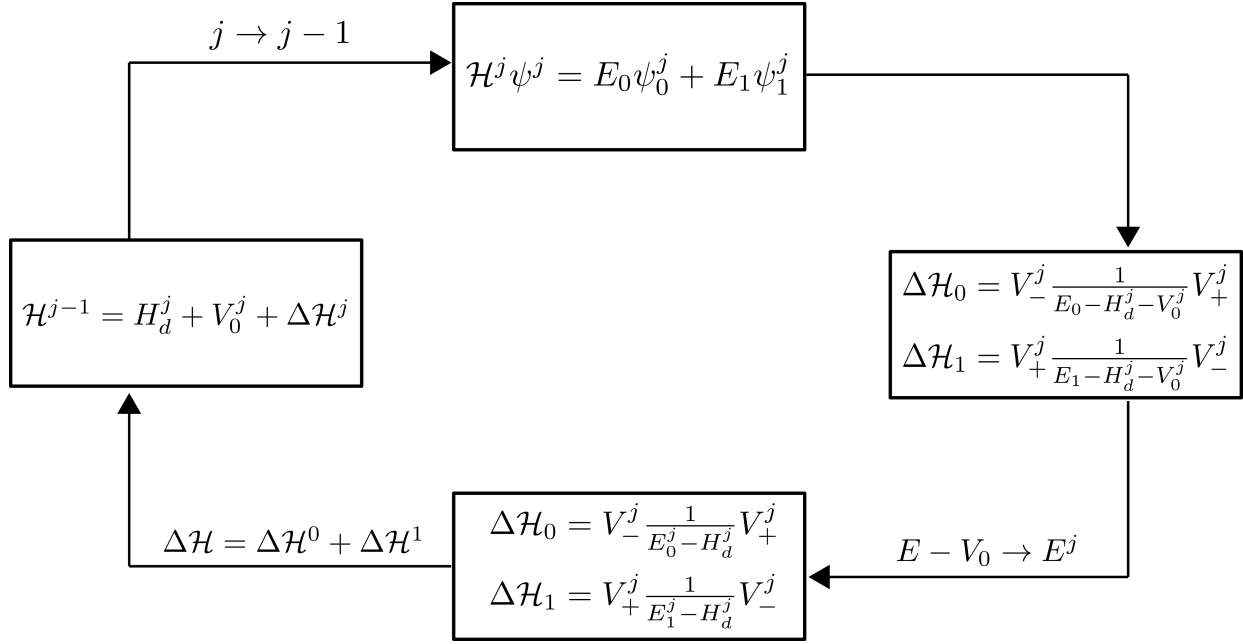 j → j − 1
ℋ^j ψ^j = E_0 ψ_0^j + E_1 ψ_1^j
Δℋ_0 = V_-^j \frac{1}{E_0 − H_d^j − V_0^j} V_+^j
Δℋ_1 = V_+^j \frac{1}{E_1 − H_d^j − V_0^j} V_-^j
ℋ^{j−1} = H_d^j + V_0^j + Δℋ^j
Δℋ = Δℋ^0 + Δℋ^1
Δℋ_0 = V_-^j \frac{1}{E_0^j − H_d^j} V_+^j
Δℋ_1 = V_+^j \frac{1}{E_1^j − H_d^j} V_-^j
E − V_0 → E^j